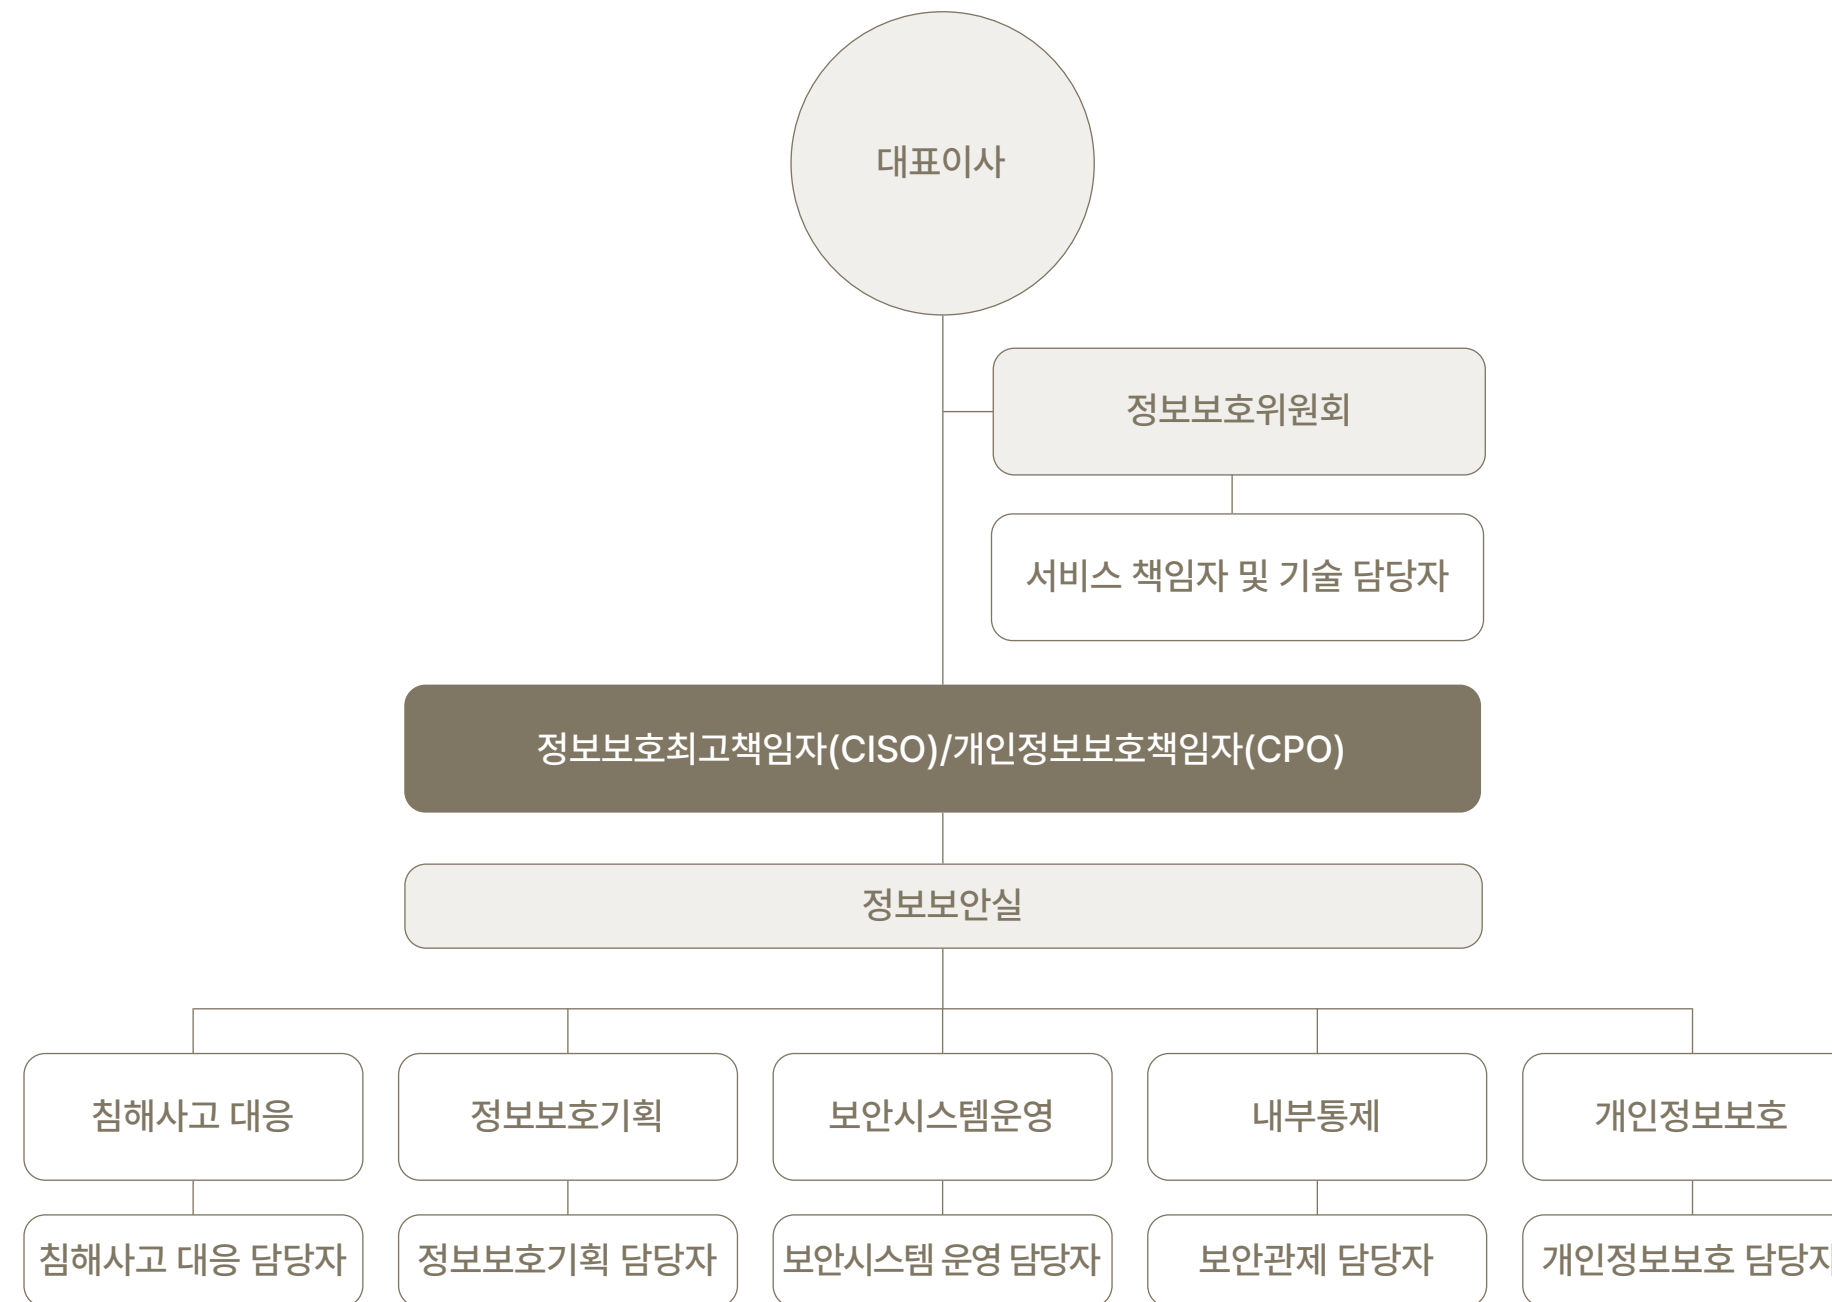 대표이사
정보보호위원회
서비스 책임자 및 기술 담당자
정보보호최고책임자(CISO)/개인정보보호책임자(CPO)
정보보안실
침해사고 대응
정보보호기획
보안시스템운영
내부통제
개인정보보호
침해사고 대응 담당자
정보보호기획 담당자
보안시스템 운영 담당자
보안관제 담당자
개인정보보호 담당자